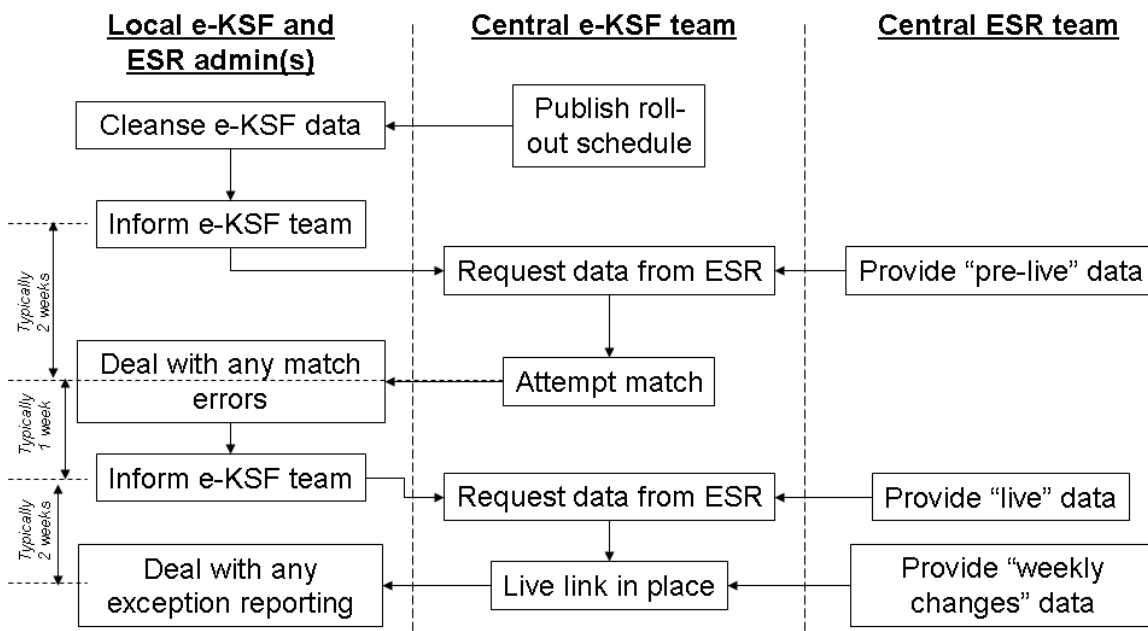 Local e-KSF and
ESR admin(s)
Central e-KSF team
Central ESR team
Cleanse e-KSF data
Publish roll-
out schedule
Inform e-KSF team
Typically
2 weeks
Request data from ESR
Provide “pre-live” data
Deal with any match
errors
Attempt match
Typically
1 week
Inform e-KSF team
Request data from ESR
Provide “live” data
Typically
2 weeks
Deal with any
exception reporting
Live link in place
Provide “weekly
changes” data